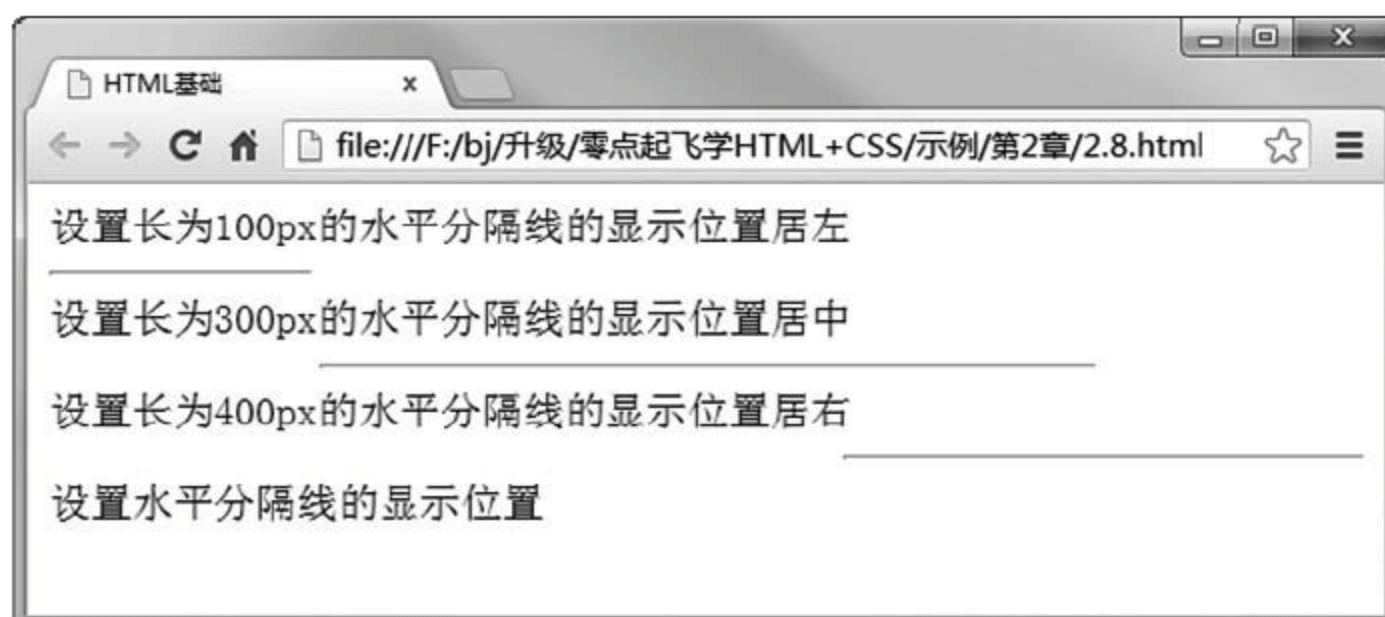 HTML基础
file:///F:/bj/升级/零点起飞学HTML+CSS/示例/第2章/2.8.html
设置长为100px的水平分隔线的显示位置居左
设置长为300px的水平分隔线的显示位置居中
设置长为400px的水平分隔线的显示位置居右
设置水平分隔线的显示位置